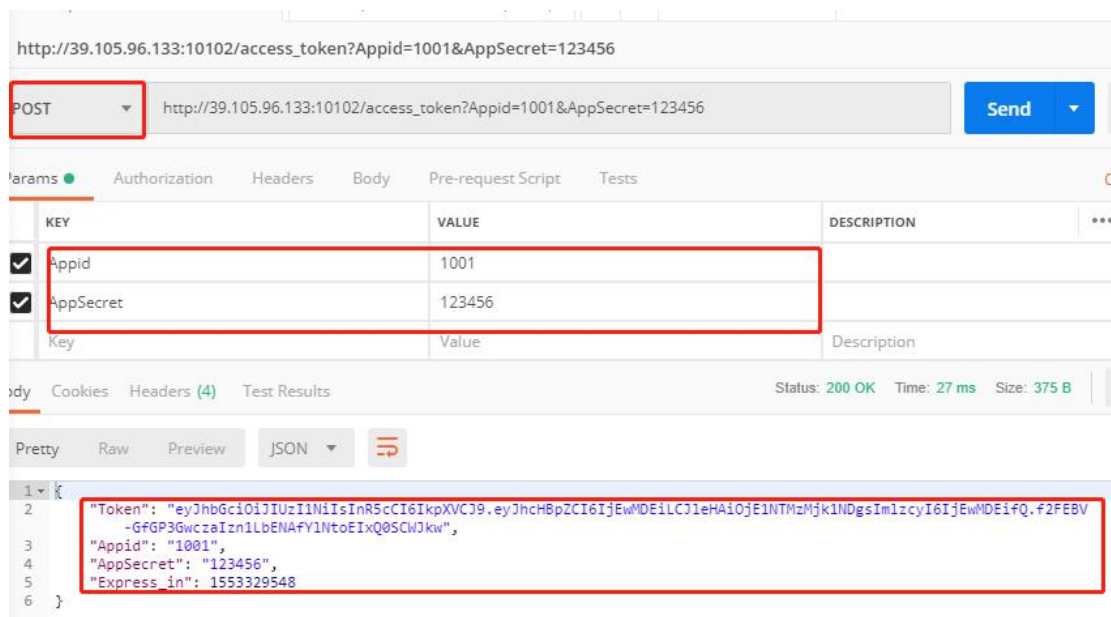 http://39.105.96.133:10102/access_token?Appid=1001&AppSecret=123456
POST http://39.105.96.133:10102/access_token?Appid=1001&AppSecret=123456 Send
Params Authorization Headers Body Pre-request Script Tests
KEY VALUE DESCRIPTION •••
Appid 1001
AppSecret 123456
Key Value Description
Body Cookies Headers (4) Test Results Status: 200 OK Time: 27 ms Size: 375 B
Pretty Raw Preview JSON
1 {
2 "Token": "eyJhbGciOiJIUzI1NiIsInR5cCI6IkpXVCJ9.eyJhcHBpZCI6IjEwMDEiLCJleHAiOjE1NTMzMjk1NDgsImlzcyI6IjEwMDEifQ.f2FEBV
-GfGP3GwczaIzn1LbENAfYlNtoEIxQ0SCWJkw",
3 "Appid": "1001",
4 "AppSecret": "123456",
5 "Express_in": 1553329548
6 }